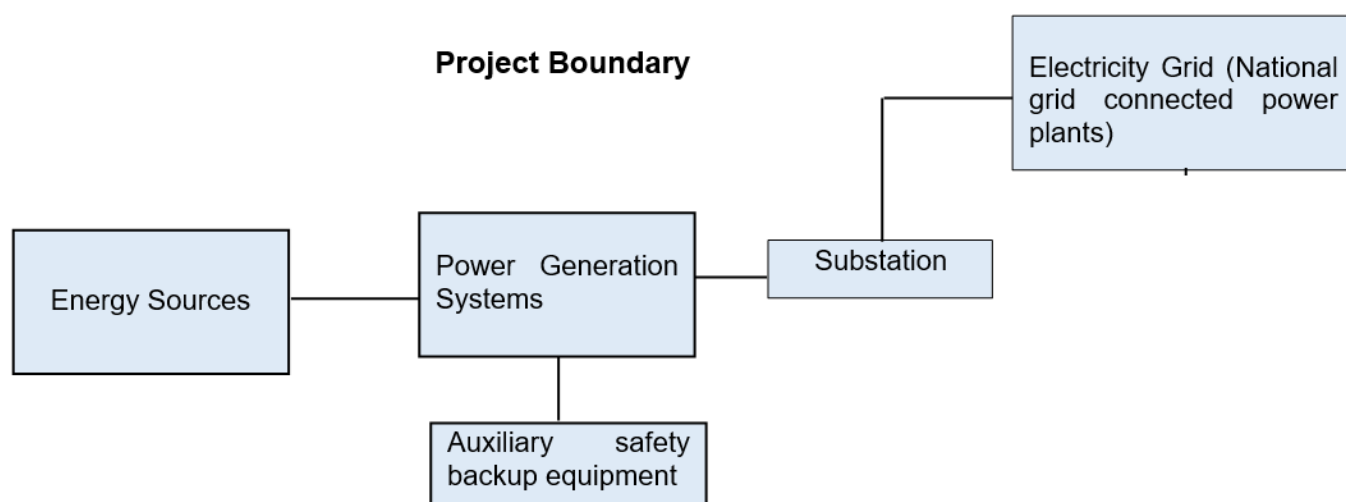 Project Boundary
Electricity Grid (National
grid connected power
plants)
Energy Sources
Power Generation
Systems
Substation
Auxiliary safety
backup equipment